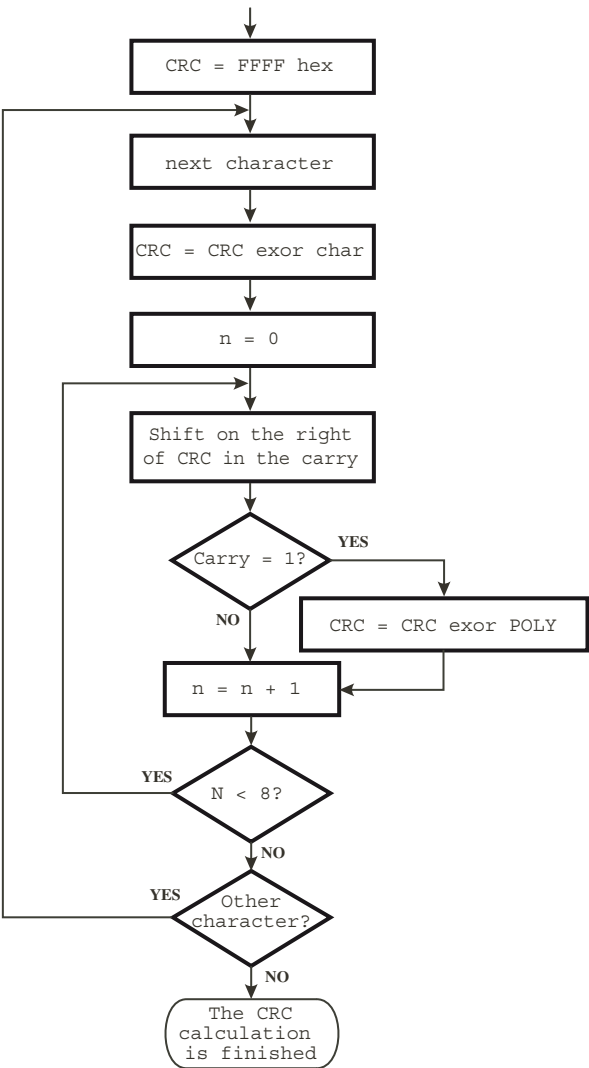 CRC = FFFF hex
next character
CRC = CRC exor char
n = 0
Shift on the right
of CRC in the carry
Carry = 1?
YES
NO
CRC = CRC exor POLY
n = n + 1
YES
N < 8?
NO
YES
Other
character?
NO
The CRC
calculation
is finished